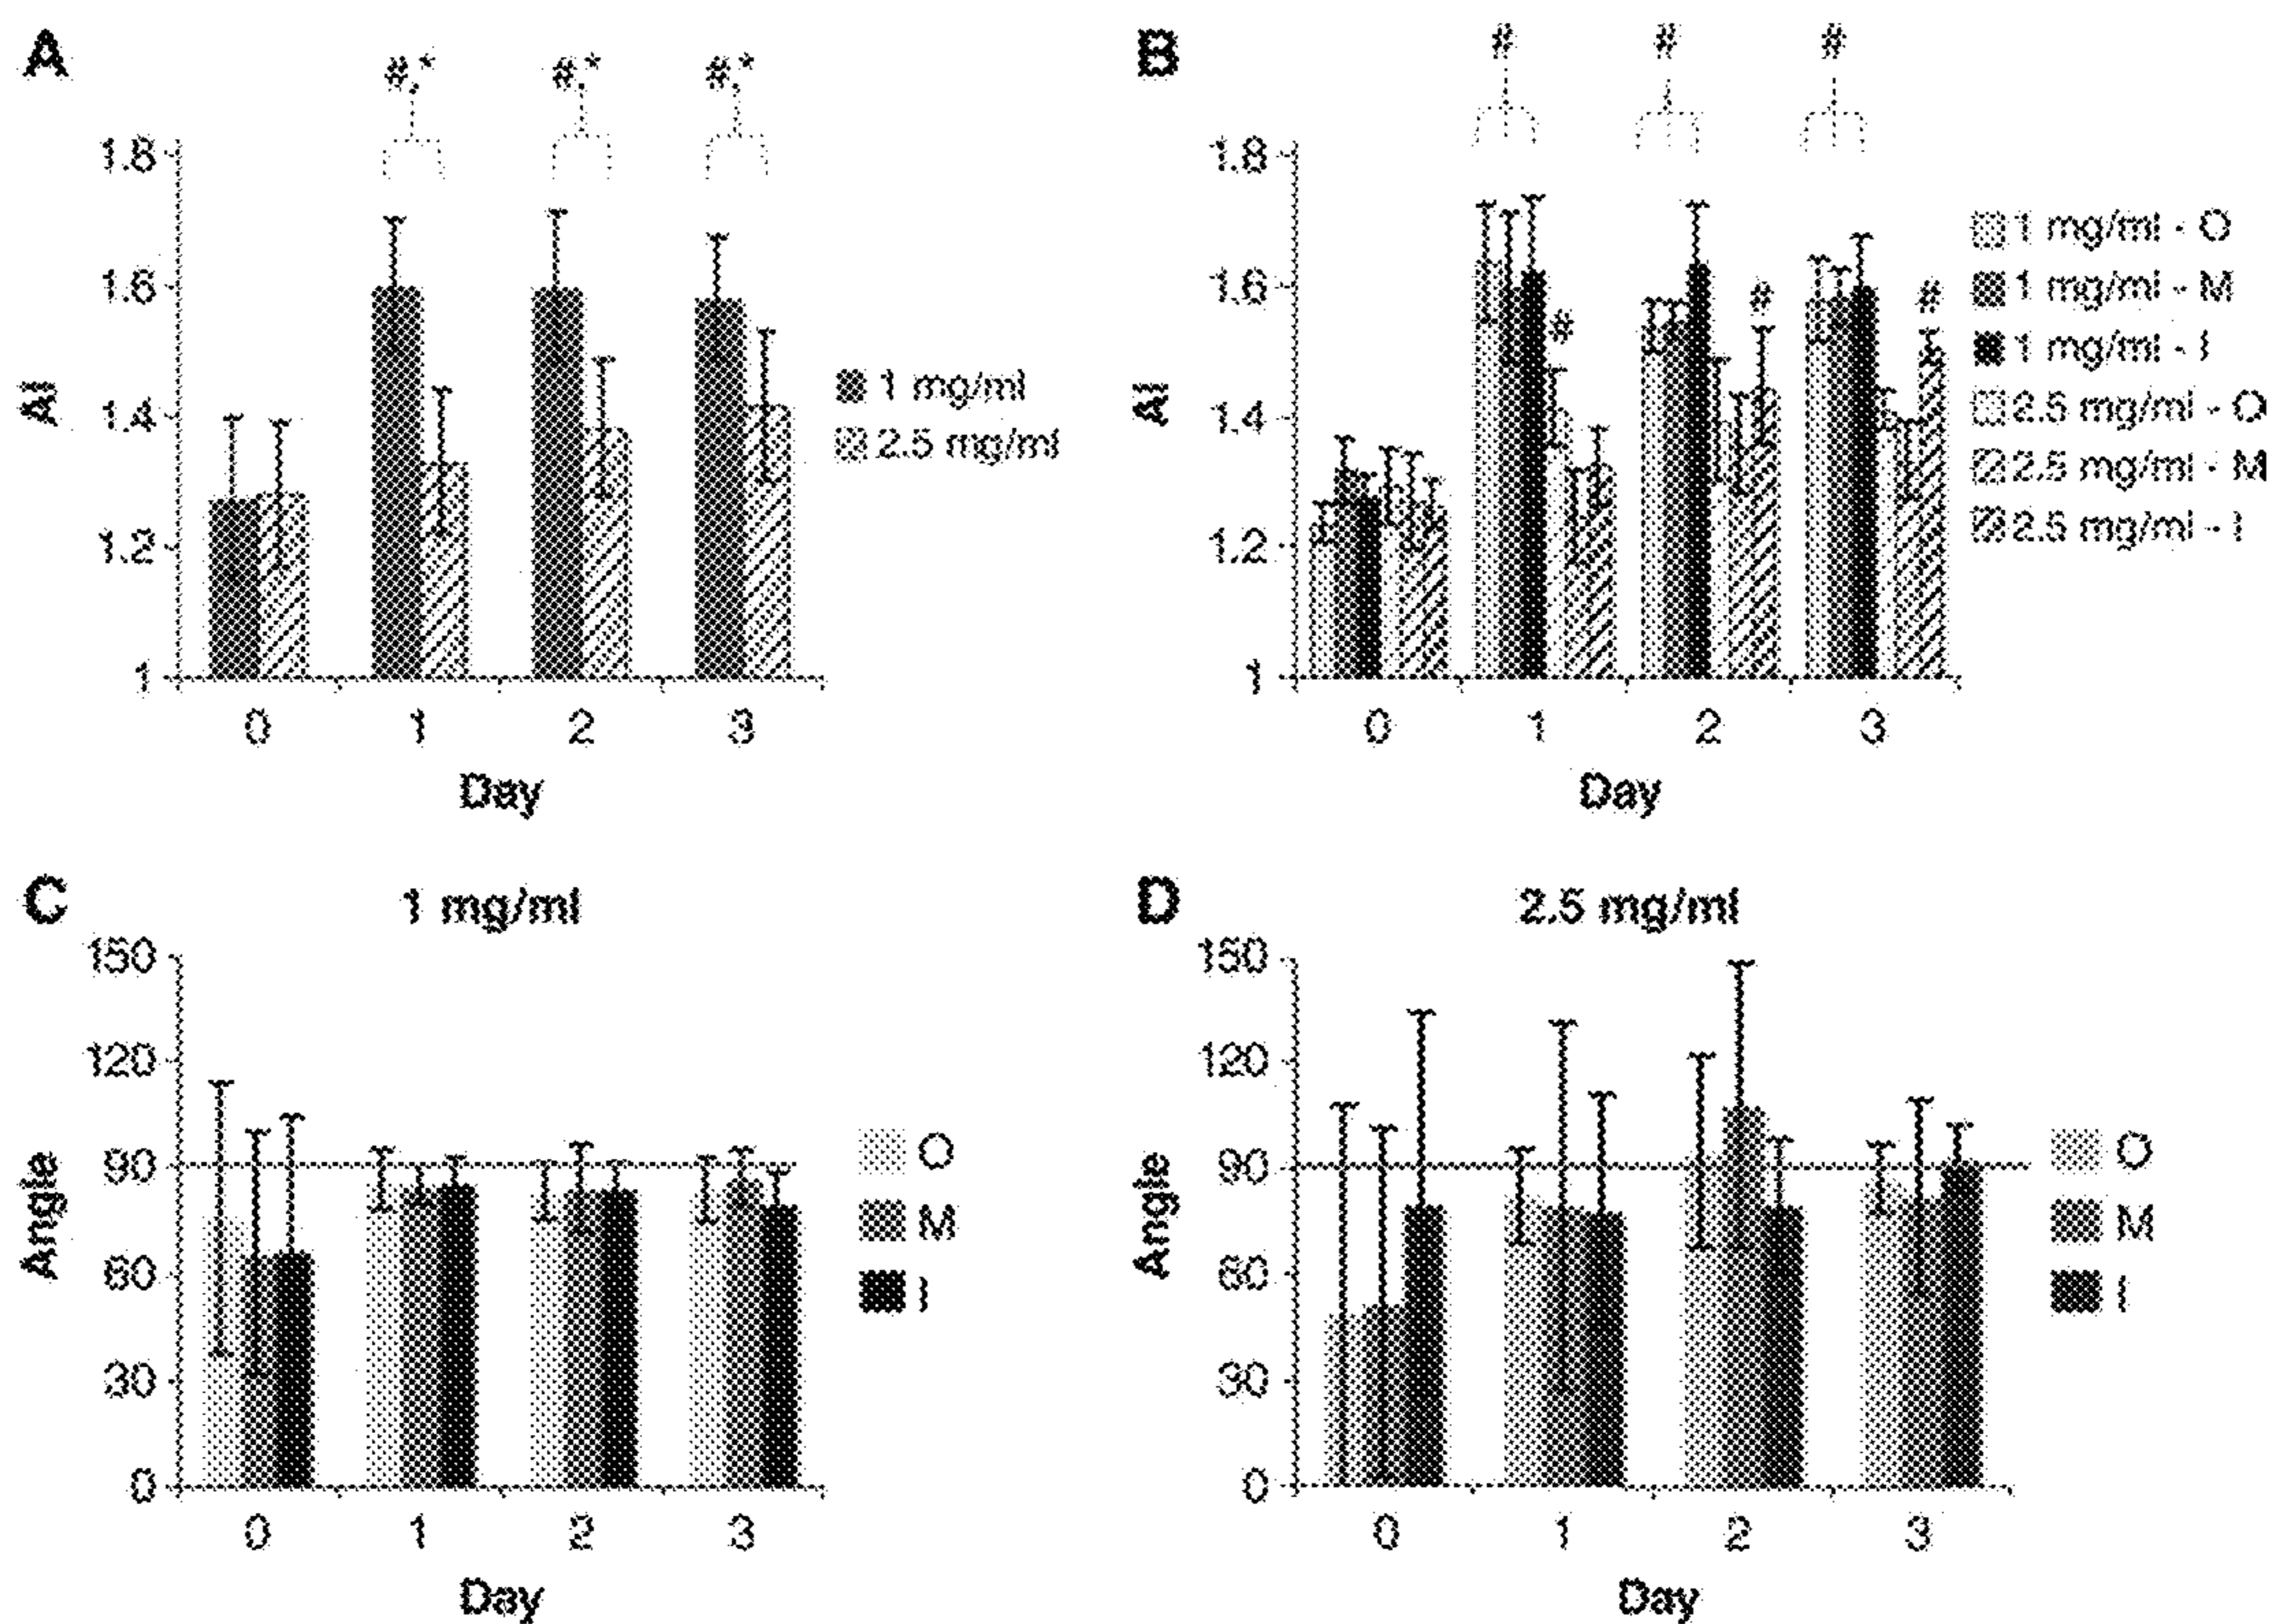 A
#,* #,* #,*
1.8
1.6
1.4
1.2
1
AI
0 1 2 3
Day
1 mg/ml
2.5 mg/ml
B
# # #
1.8
1.6
1.4
1.2
1
AI
# # #
0 1 2 3
Day
1 mg/ml - O
1 mg/ml - M
1 mg/ml - I
2.5 mg/ml - O
2.5 mg/ml - M
2.5 mg/ml - I
C
1 mg/ml
150
120
90
60
30
0
Angle
0 1 2 3
Day
O
M
I
D
2.5 mg/ml
150
120
90
60
30
0
Angle
0 1 2 3
Day
O
M
I